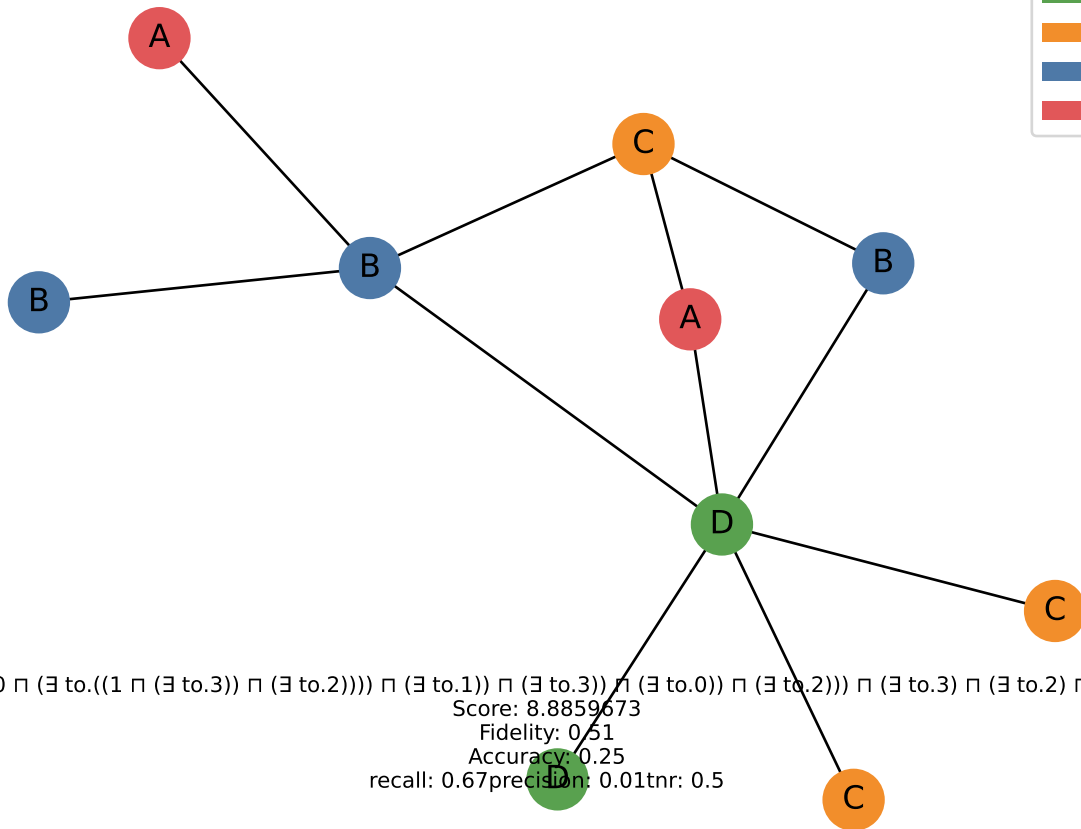 A
C
B
B
B
A
D
C
0 ⊓ (∃ to.((1 ⊓ (∃ to.3)) ⊓ (∃ to.2)))) ⊓ (∃ to.1)) ⊓ (∃ to.3)) ⊓ (∃ to.0)) ⊓ (∃ to.2))) ⊓ (∃ to.3) ⊓ (∃ to.2) ⊓
Score: 8.8859673
Fidelity: 0.51
Accuracy: 0.25
D
recall: 0.67precision: 0.01tnr: 0.5
C